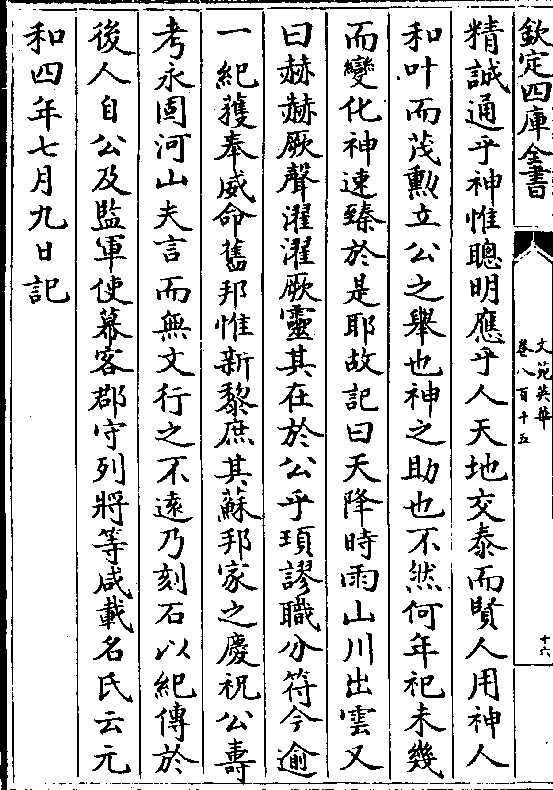 欽定四庫全書
文苑英華
卷八百十五
十六
精誠通乎神惟聰明應乎人天地交泰而賢人用神人
和叶而茂勲立公之舉也神之助也不然何年祀未幾
而變化神速臻於是耶故記曰天降時雨山川出雲又
曰赫赫厥聲濯濯厥靈其在於公乎頊謬職分符今逾
一紀獲奉威命舊邦惟新黎庶其蘇邦家之慶祝公壽
考永固河山夫言而無文行之不遠乃刻石以紀傳於
後人自公及監軍使幕客郡守列將等咸載名氏云元
和四年七月九日記